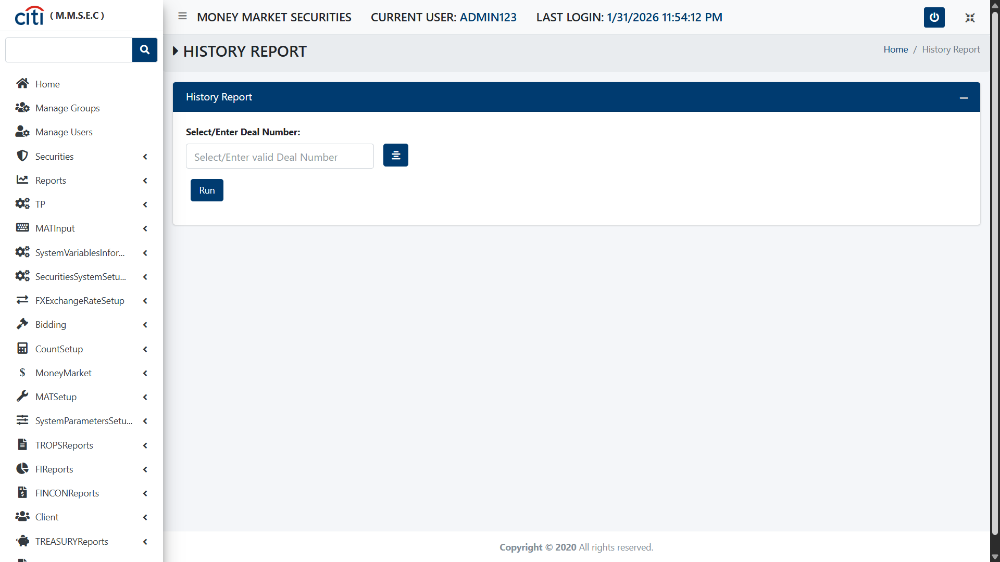 citi ( M.M.S.E.C )
MONEY MARKET SECURITIES CURRENT USER: ADMIN123 LAST LOGIN: 1/31/2026 11:54:12 PM
HISTORY REPORT
Home / History Report
Home
Manage Groups
Manage Users
Securities
Reports
TP
MATInput
SystemVariablesInfor...
SecuritiesSystemSetu...
FXExchangeRateSetup
Bidding
CountSetup
MoneyMarket
MATSetup
SystemParametersSetu...
TROPSReports
FIReports
FINCONReports
Client
TREASURYReports
History Report
Select/Enter Deal Number:
Select/Enter valid Deal Number
Run
Copyright © 2020 All rights reserved.